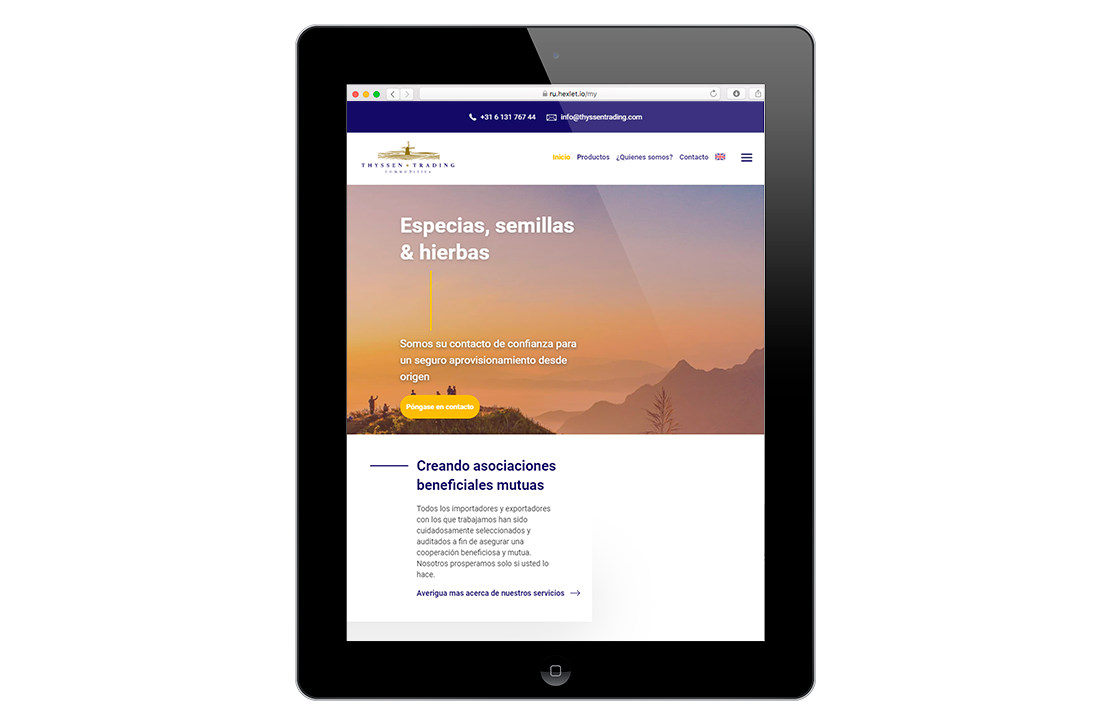 ru.hexlet.io/my
+31 6 131 767 44 info@thyssentrading.com
THYSSEN TRADING
COMMODITIES
Inicio Productos ¿Quienes somos? Contacto
Especias, semillas
& hierbas
Somos su contacto de confianza para
un seguro aprovisionamiento desde
origen
Póngase en contacto
Creando asociaciones
beneficiales mutuas
Todos los importadores y exportadores
con los que trabajamos han sido
cuidadosamente seleccionados y
auditados a fin de asegurar una
cooperación beneficiosa y mutua.
Nosotros prosperamos solo si usted lo
hace.
Averigua mas acerca de nuestros servicios →